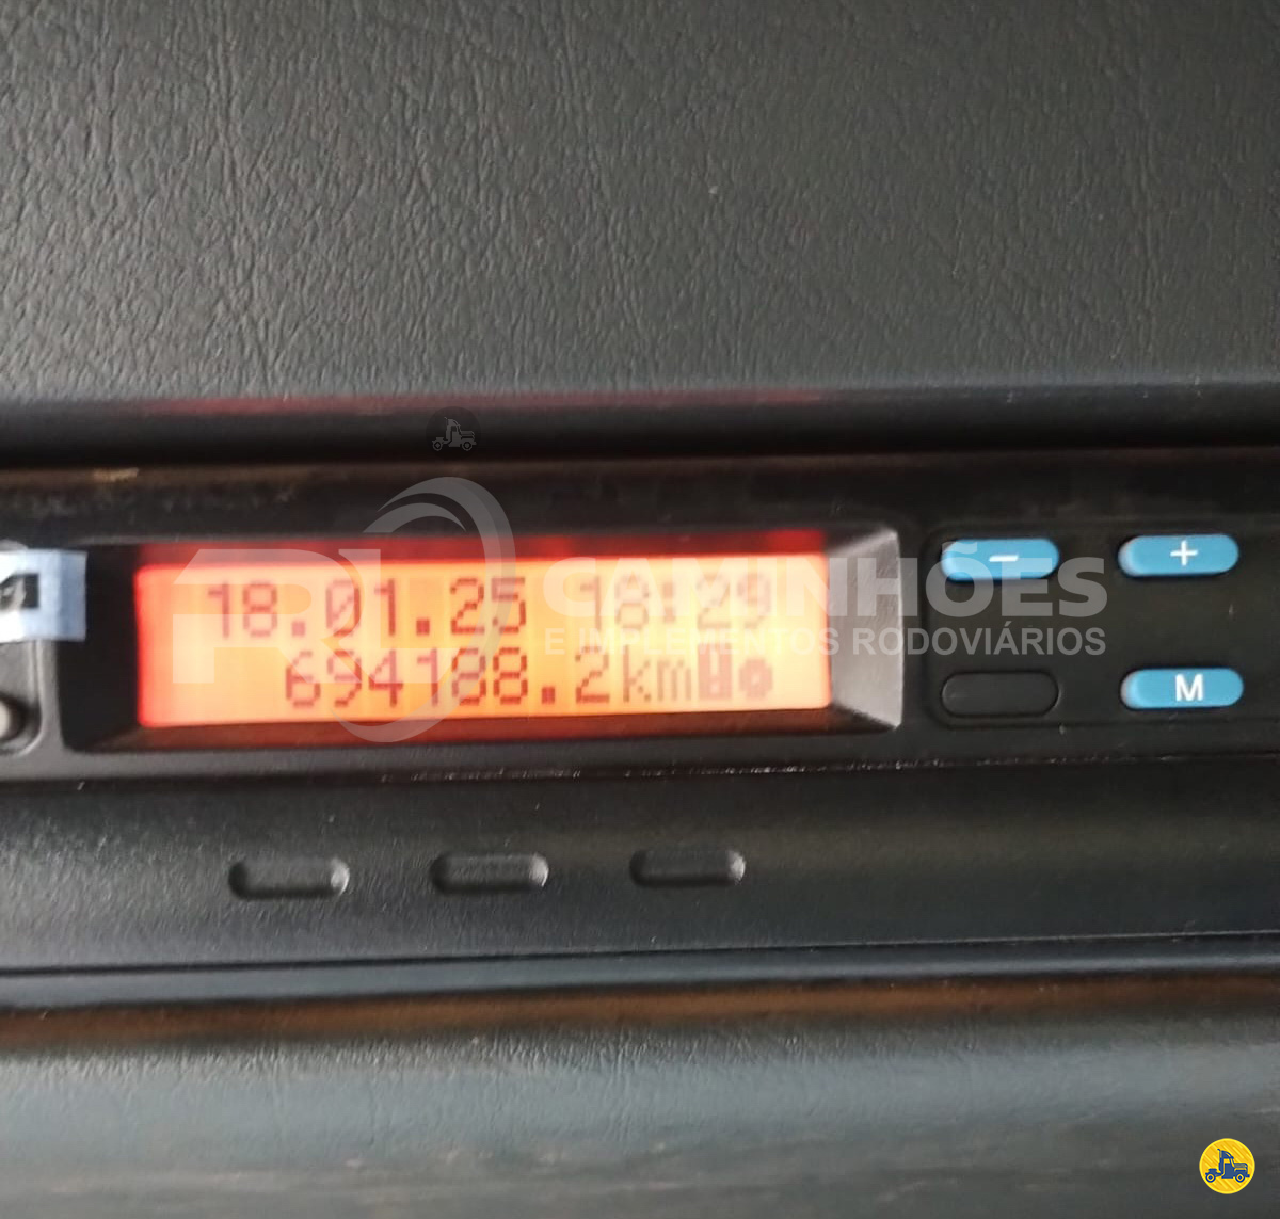 18.01.25 18:29
694188.2km
CAMINHÕES
E IMPLEMENTOS RODOVIÁRIOS
M